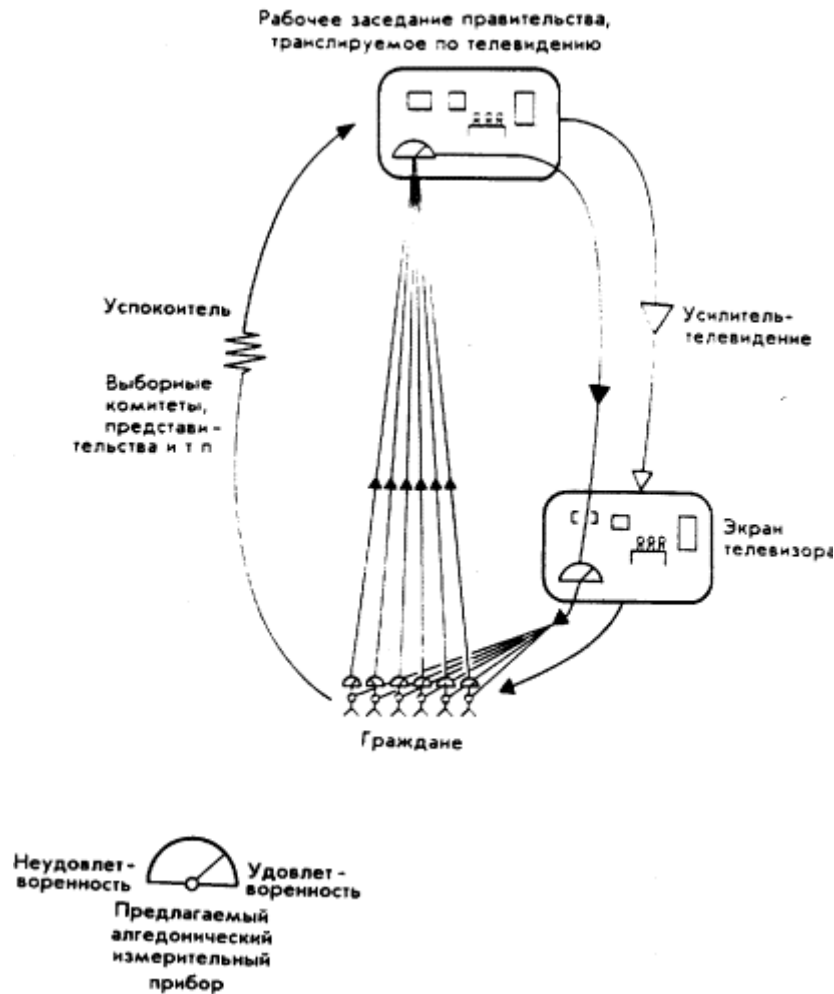 Рабочее заседание правительства,
транслируемое по телевидению
Успокоитель
Выборные
комитеты,
представи-
тельства и т п
Усилитель-
телевидение
Экран
телевизора
Граждане
Неудовлет-
воренность
Удовлет-
воренность
Предлагаемый
алгедонический
измерительный
прибор